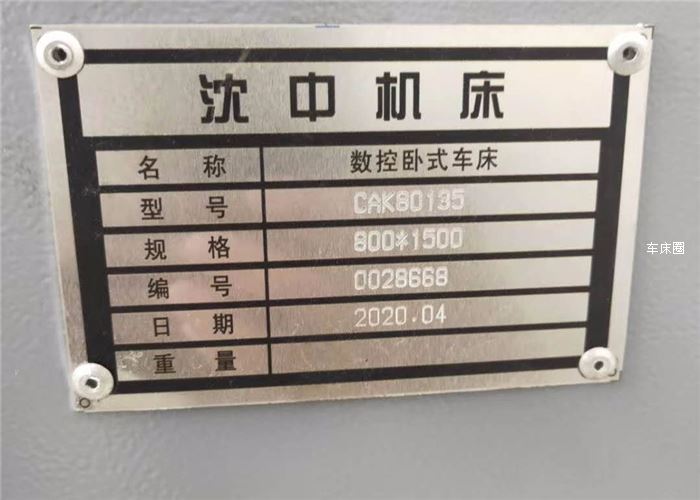 沈中机床
名称 数控卧式车床
型号 CAK80135
规格 800*1500
编号 0028668
日期 2020.04
重量
车床圈